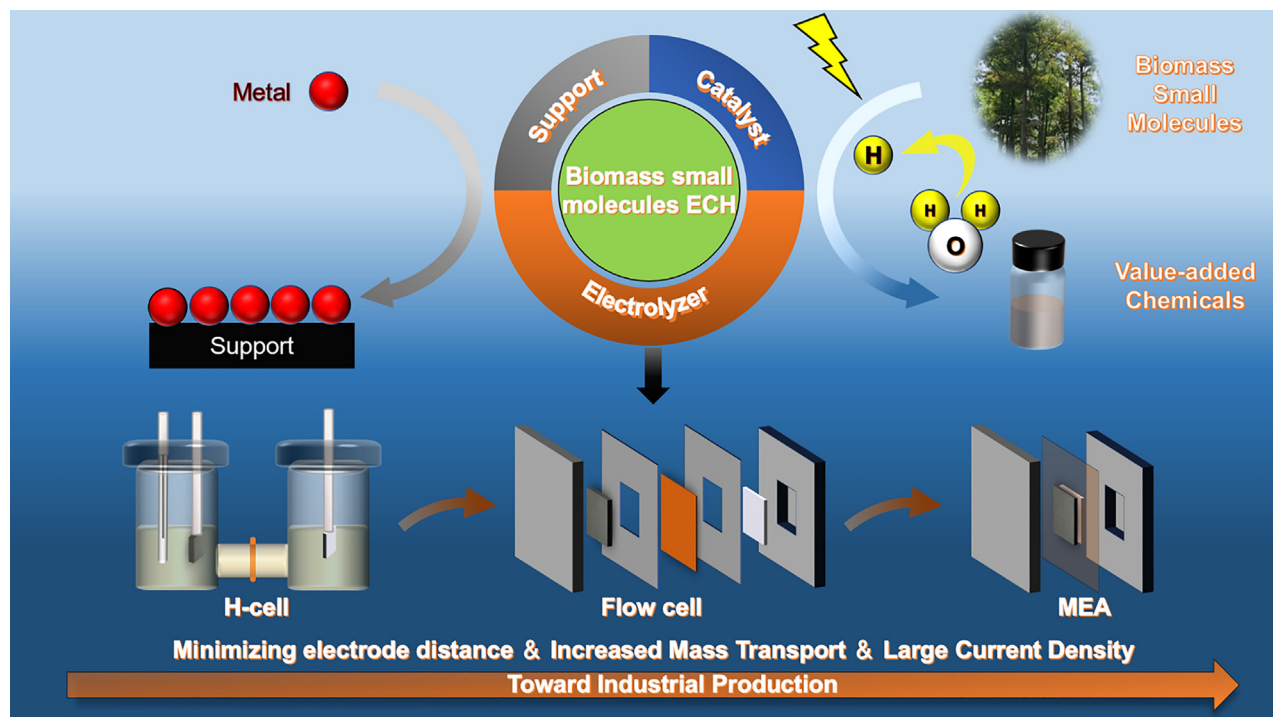 Metal
Support
Catalyst
Biomass small
molecules ECH
Electrolyzer
Biomass
Small
Molecules
H
H
H
O
Value-added
Chemicals
Support
H-cell
Flow cell
MEA
Minimizing electrode distance & Increased Mass Transport & Large Current Density
Toward Industrial Production